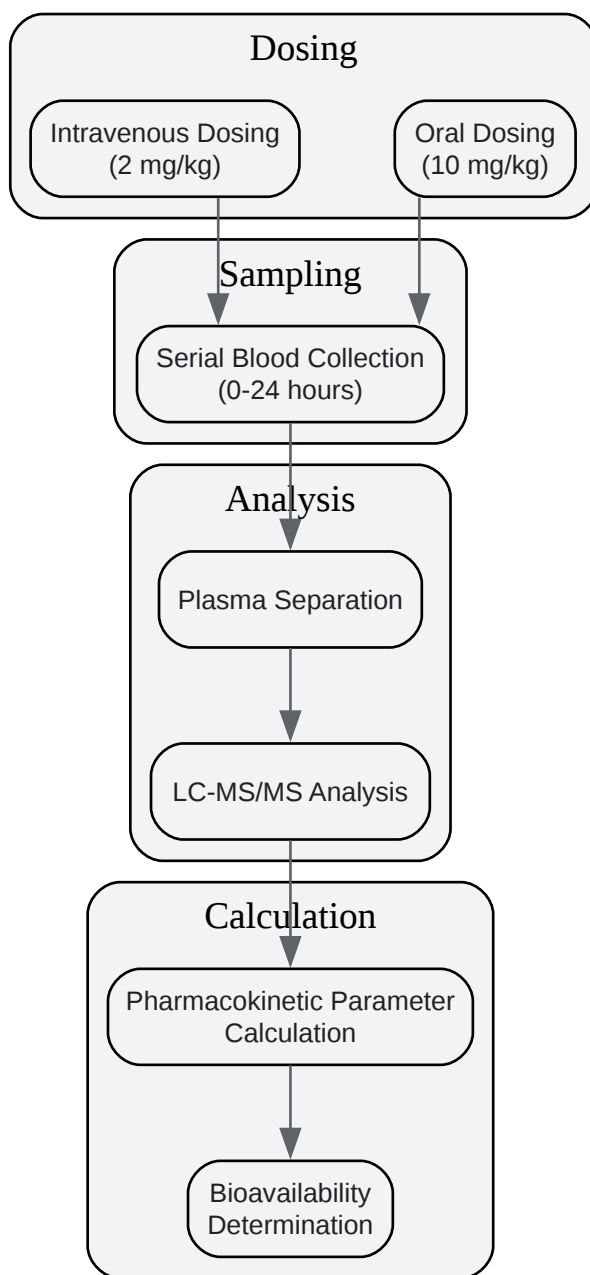 Dosing
Intravenous Dosing
(2 mg/kg)
Oral Dosing
(10 mg/kg)
Sampling
Serial Blood Collection
(0-24 hours)
Analysis
Plasma Separation
LC-MS/MS Analysis
Calculation
Pharmacokinetic Parameter
Calculation
Bioavailability
Determination